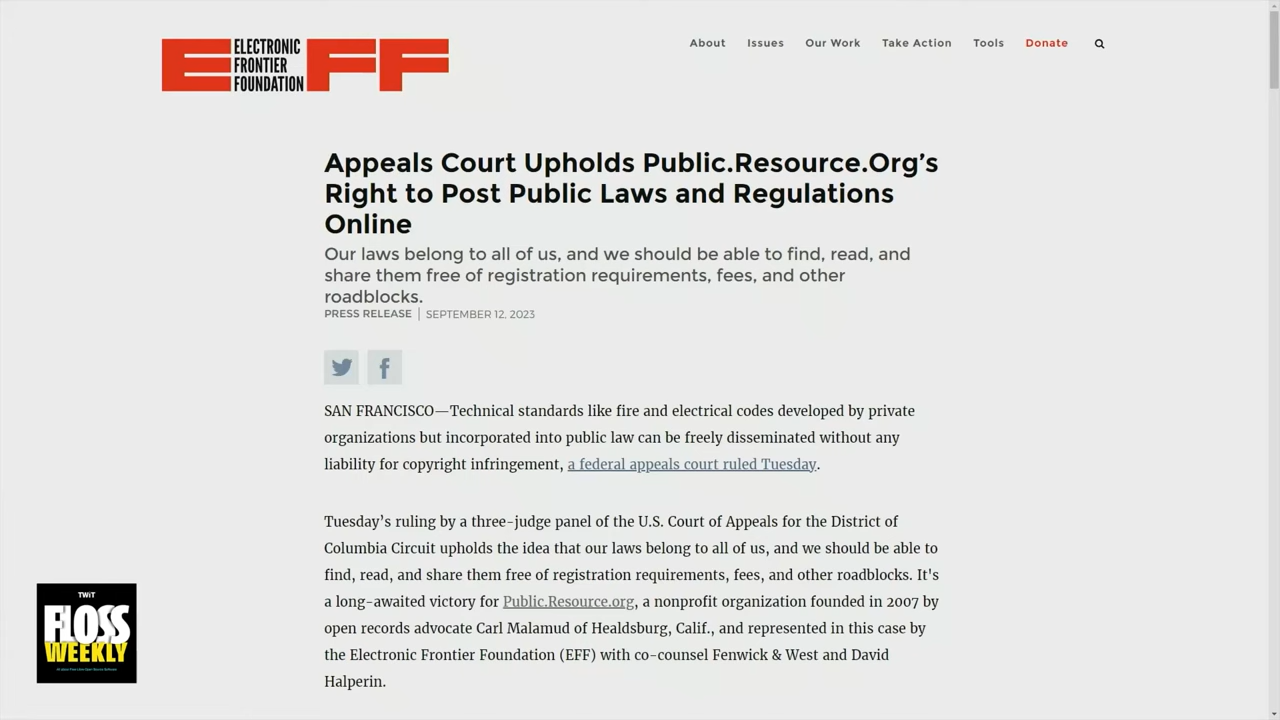 ELECTRONIC
FRONTIER
FOUNDATION
EFF
About Issues Our Work Take Action Tools Donate
Appeals Court Upholds Public.Resource.Org’s
Right to Post Public Laws and Regulations
Online
Our laws belong to all of us, and we should be able to find, read, and
share them free of registration requirements, fees, and other
roadblocks.
PRESS RELEASE | SEPTEMBER 12, 2023
SAN FRANCISCO—Technical standards like fire and electrical codes developed by private
organizations but incorporated into public law can be freely disseminated without any
liability for copyright infringement, a federal appeals court ruled Tuesday.
Tuesday’s ruling by a three-judge panel of the U.S. Court of Appeals for the District of
Columbia Circuit upholds the idea that our laws belong to all of us, and we should be able to
find, read, and share them free of registration requirements, fees, and other roadblocks. It's
a long-awaited victory for Public.Resource.org, a nonprofit organization founded in 2007 by
open records advocate Carl Malamud of Healdsburg, Calif., and represented in this case by
the Electronic Frontier Foundation (EFF) with co-counsel Fenwick & West and David
Halperin.
TWiT
FLOSS
WEEKLY